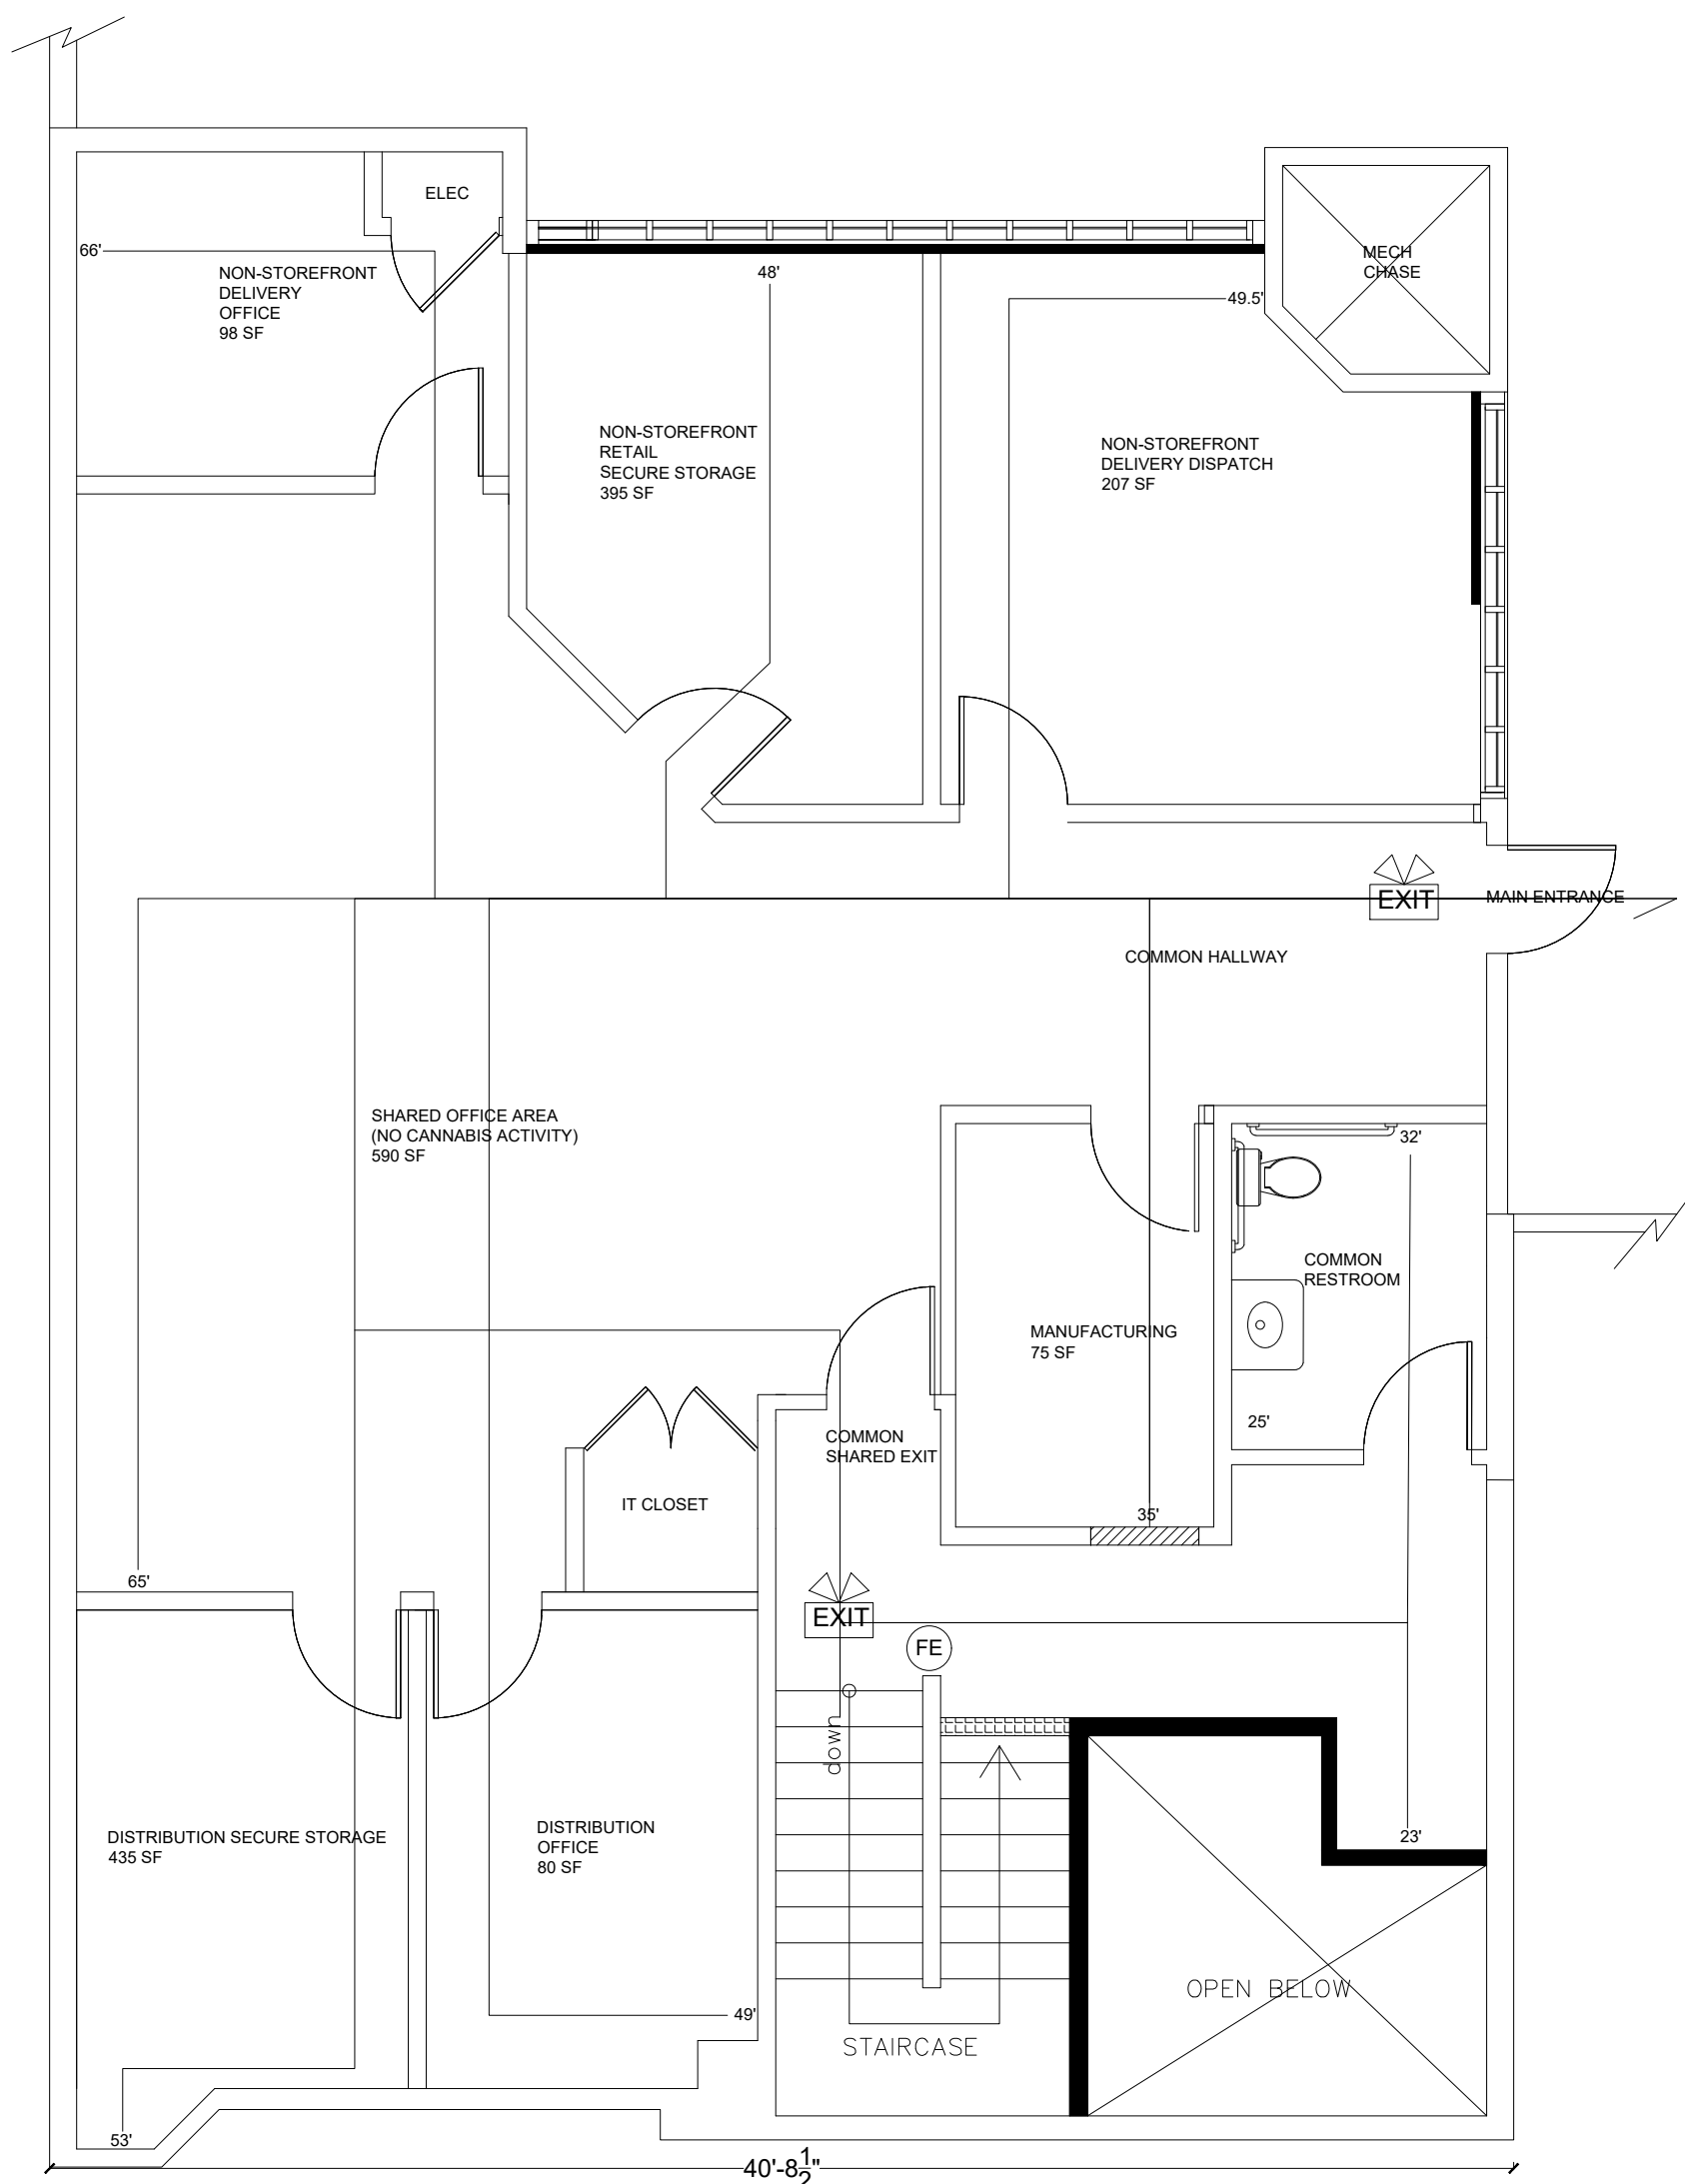 ELEC
66'
NON-STOREFRONT
DELIVERY
OFFICE
98 SF
48'
49.5'
MECH
CHASE
NON-STOREFRONT
RETAIL
SECURE STORAGE
395 SF
NON-STOREFRONT
DELIVERY DISPATCH
207 SF
EXIT
MAIN ENTRANCE
COMMON HALLWAY
SHARED OFFICE AREA
(NO CANNABIS ACTIVITY)
590 SF
32'
COMMON
RESTROOM
MANUFACTURING
75 SF
25'
COMMON
SHARED EXIT
IT CLOSET
35'
65'
EXIT
FE
down
DISTRIBUTION SECURE STORAGE
435 SF
DISTRIBUTION
OFFICE
80 SF
23'
OPEN BELOW
49'
STAIRCASE
53'
40'-8 1/2"